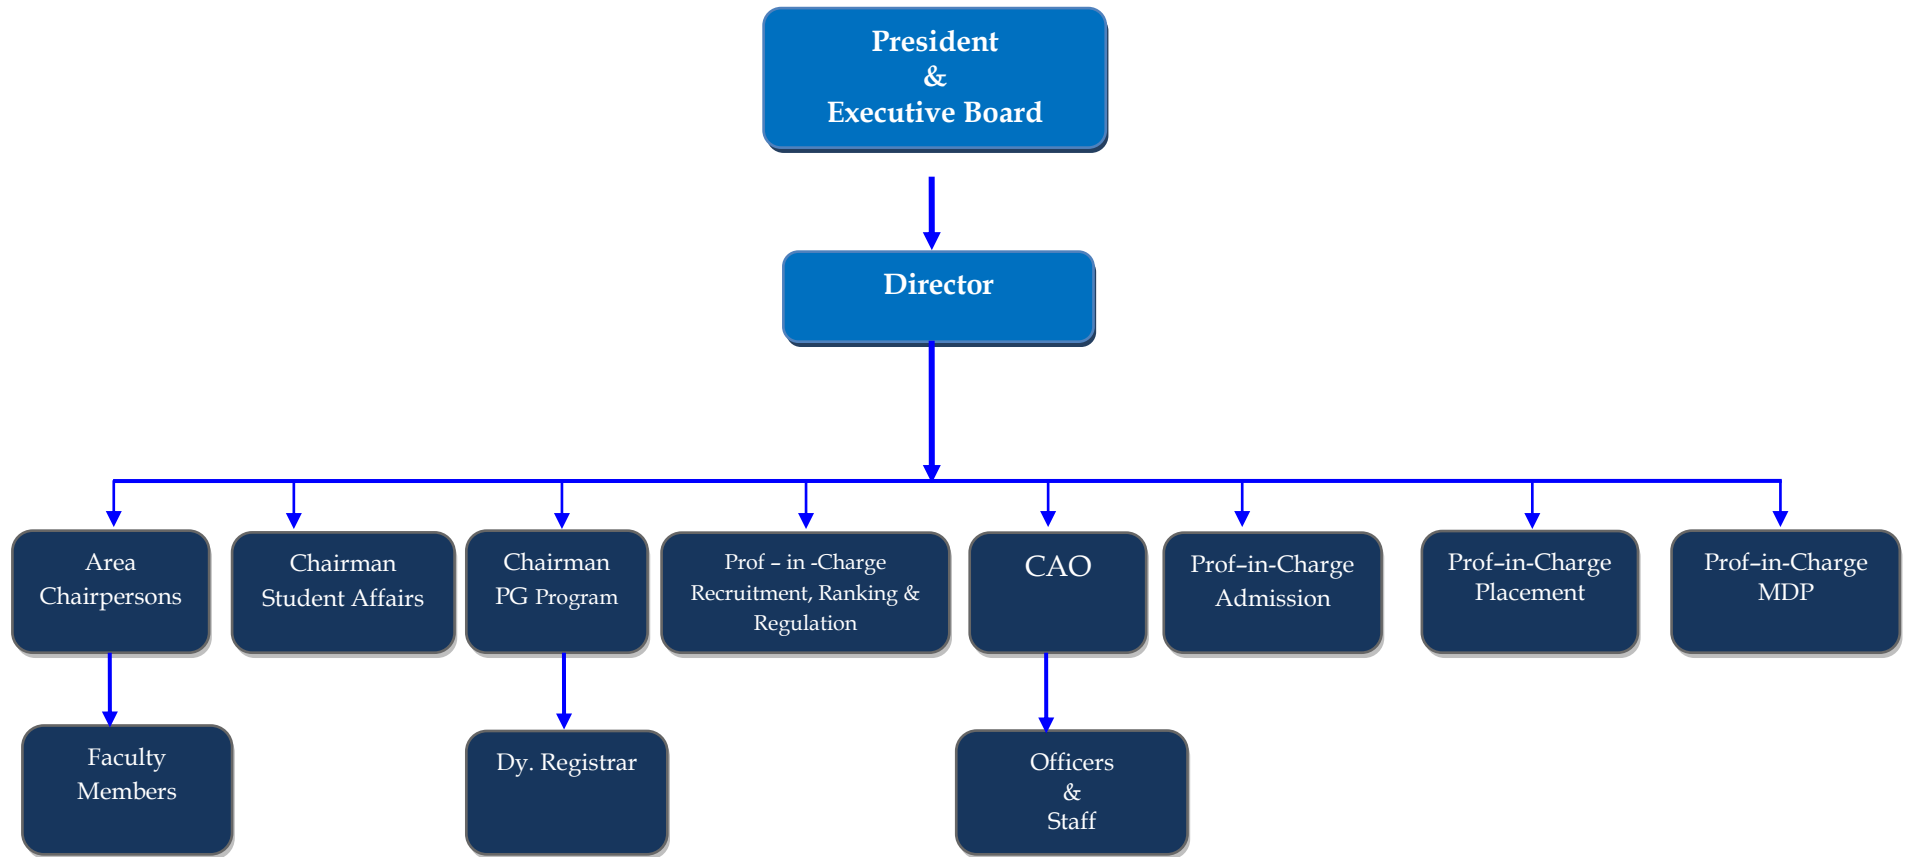 President
&
Executive Board
Director
Area
Chairpersons
Chairman
Student Affairs
Chairman
PG Program
Prof – in -Charge
Recruitment, Ranking &
Regulation
CAO
Prof–in-Charge
Admission
Prof–in-Charge
Placement
Prof–in-Charge
MDP
Faculty
Members
Dy. Registrar
Officers
&
Staff